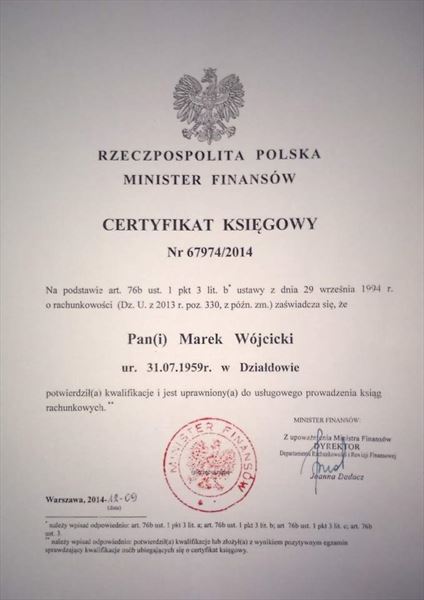 RZECZPOSPOLITA POLSKA
MINISTER FINANSÓW
CERTYFIKAT KSIĘGOWY
Nr 67974/2014
Na podstawie art. 76b ust. 1 pkt 3 lit. b* ustawy z dnia 29 września 1994 r.
o rachunkowości (Dz. U. z 2013 r. poz. 330, z późn. zm.) zaświadcza się, że
Pan(i) Marek Wójcicki
ur. 31.07.1959r. w Działdowie
potwierdził(a) kwalifikacje i jest uprawniony(a) do usługowego prowadzenia ksiąg
rachunkowych.**
MINISTER FINANSÓW:
Z upoważnienia Ministra Finansów
DYREKTOR
Departamentu Rachunkowości i Rewizji Finansowej
Joanna Dadacz
MINISTER FINANSÓW
Warszawa, 2014-12-09
(data)
* należy wpisać odpowiednio: art. 76b ust. 1 pkt 3 lit. a; art. 76b ust. 1 pkt 3 lit. b; art 76b ust. 1 pkt 3 lit. c; art. 76b
ust. 3
** należy wpisać odpowiednio: potwierdził(a) kwalifikacje lub złożył(a) z wynikiem pozytywnym egzamin
sprawdzający kwalifikacje osób ubiegających się o certyfikat księgowy.